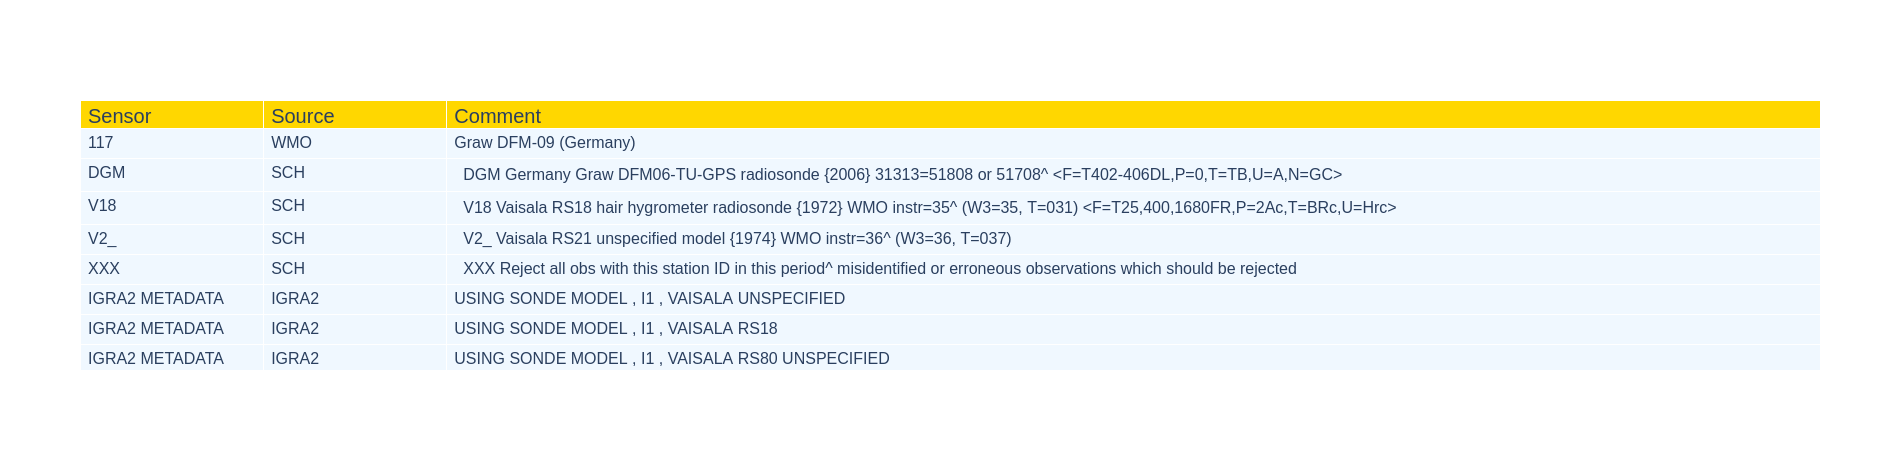 Sensor Source Comment
117 WMO Graw DFM-09 (Germany)
DGM SCH DGM Germany Graw DFM06-TU-GPS radiosonde {2006} 31313=51808 or 51708^ <F=T402-406DL,P=0,T=TB,U=A,N=GC>
V18 SCH V18 Vaisala RS18 hair hygrometer radiosonde {1972} WMO instr=35^ (W3=35, T=031) <F=T25,400,1680FR,P=2Ac,T=BRc,U=Hrc>
V2_ SCH V2_ Vaisala RS21 unspecified model {1974} WMO instr=36^ (W3=36, T=037)
XXX SCH XXX Reject all obs with this station ID in this period^ misidentified or erroneous observations which should be rejected
IGRA2 METADATA IGRA2 USING SONDE MODEL , I1 , VAISALA UNSPECIFIED
IGRA2 METADATA IGRA2 USING SONDE MODEL , I1 , VAISALA RS18
IGRA2 METADATA IGRA2 USING SONDE MODEL , I1 , VAISALA RS80 UNSPECIFIED